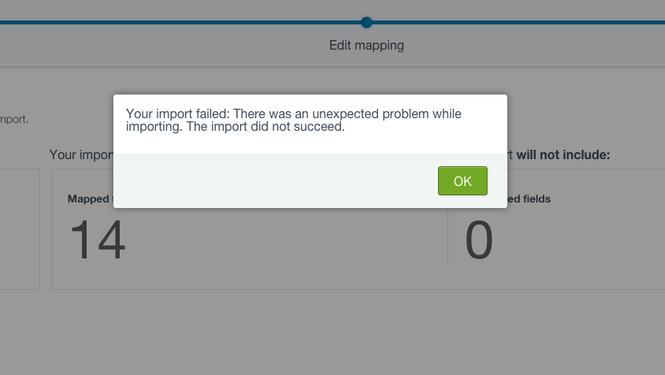 Edit mapping
Your import failed: There was an unexpected problem while
importing. The import did not succeed.
OK
mport.
Your impor
t will not include:
Mapped
ed fields
14
0